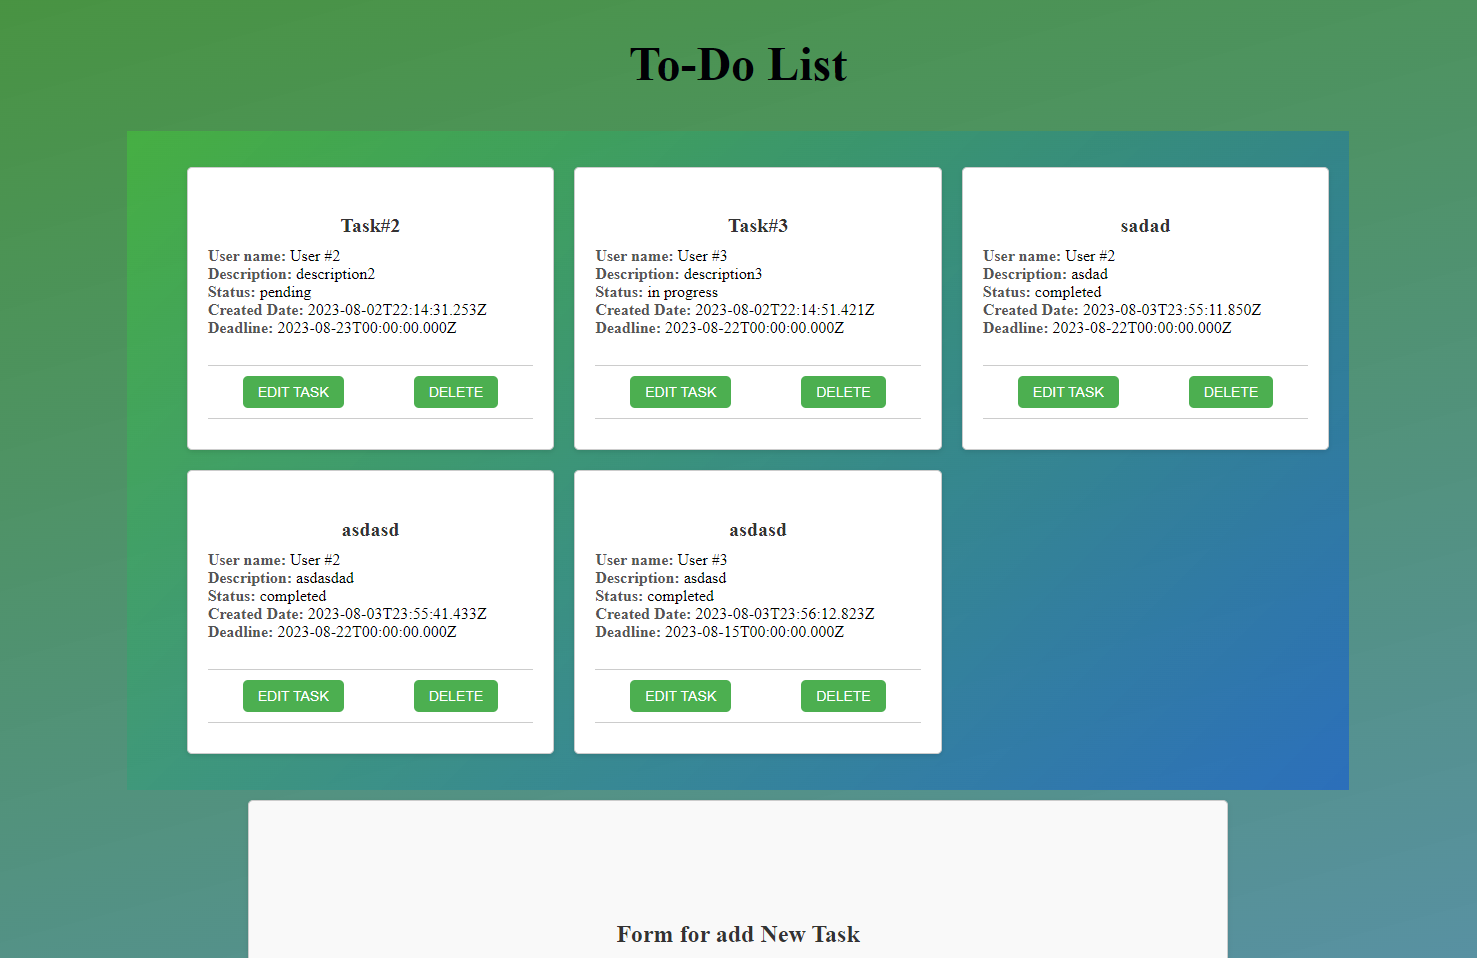 To-Do List
Task#2
User name: User #2
Description: description2
Status: pending
Created Date: 2023-08-02T22:14:31.253Z
Deadline: 2023-08-23T00:00:00.000Z
EDIT TASK
DELETE
Task#3
User name: User #3
Description: description3
Status: in progress
Created Date: 2023-08-02T22:14:51.421Z
Deadline: 2023-08-22T00:00:00.000Z
EDIT TASK
DELETE
sadad
User name: User #2
Description: asdad
Status: completed
Created Date: 2023-08-03T23:55:11.850Z
Deadline: 2023-08-22T00:00:00.000Z
EDIT TASK
DELETE
asdasd
User name: User #2
Description: asdasdad
Status: completed
Created Date: 2023-08-03T23:55:41.433Z
Deadline: 2023-08-22T00:00:00.000Z
EDIT TASK
DELETE
asdasd
User name: User #3
Description: asdasd
Status: completed
Created Date: 2023-08-03T23:56:12.823Z
Deadline: 2023-08-15T00:00:00.000Z
EDIT TASK
DELETE
Form for add New Task